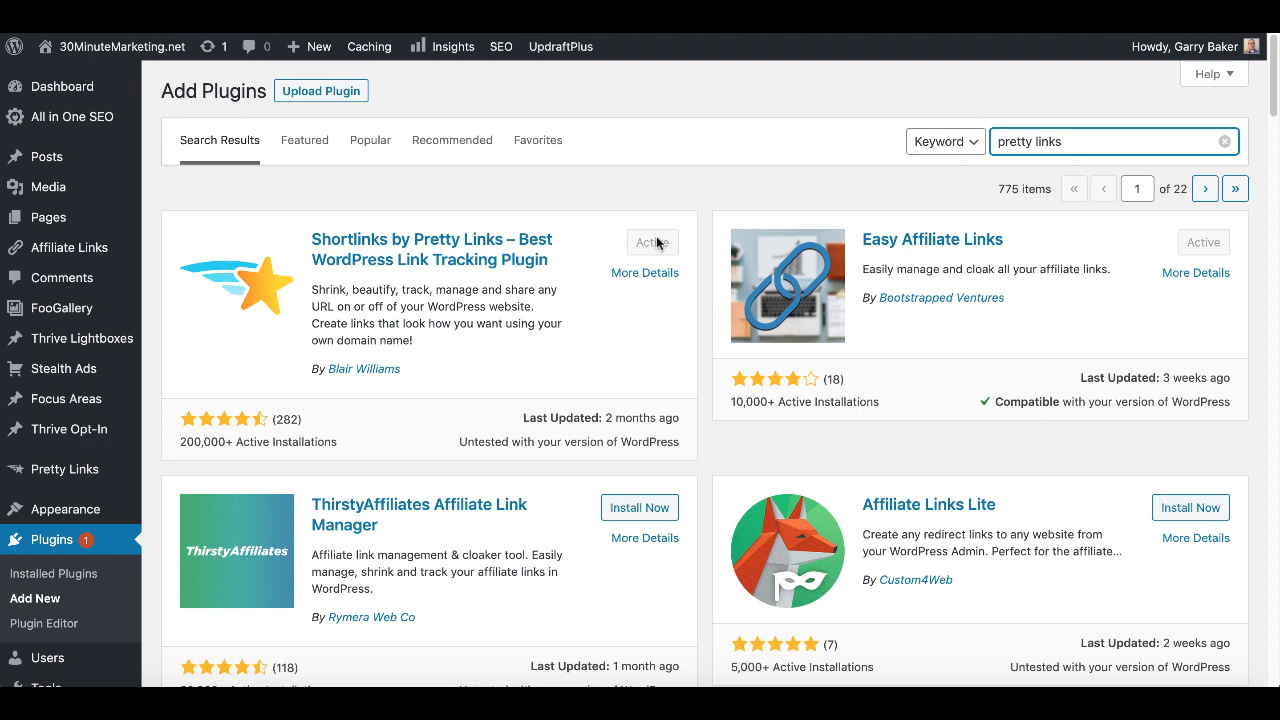 30MinuteMarketing.net 1 0 New Caching Insights SEO UpdraftPlus Howdy, Garry Baker
Help
Dashboard
All in One SEO
Posts
Media
Pages
Affiliate Links
Comments
FooGallery
Thrive Lightboxes
Stealth Ads
Focus Areas
Thrive Opt-In
Pretty Links
Appearance
Plugins 1
Installed Plugins
Add New
Plugin Editor
Users
Tools
Add Plugins Upload Plugin
Search Results Featured Popular Recommended Favorites Keyword pretty links
775 items « ‹ 1 of 22 › »
Shortlinks by Pretty Links – Best
WordPress Link Tracking Plugin
Active
More Details
Shrink, beautify, track, manage and share any
URL on or off of your WordPress website.
Create links that look how you want using your
own domain name!
By Blair Williams
(282) Last Updated: 2 months ago
200,000+ Active Installations Untested with your version of WordPress
Easy Affiliate Links
Active
More Details
Easily manage and cloak all your affiliate links.
By Bootstrapped Ventures
(18) Last Updated: 3 weeks ago
10,000+ Active Installations ✓ Compatible with your version of WordPress
ThirstyAffiliates
ThirstyAffiliates Affiliate Link
Manager
Install Now
More Details
Affiliate link management & cloaker tool. Easily
manage, shrink and track your affiliate links in
WordPress.
By Rymera Web Co
(118) Last Updated: 1 month ago
Affiliate Links Lite
Install Now
More Details
Create any redirect links to any website from
your WordPress Admin. Perfect for the affiliate...
By Custom4Web
(7) Last Updated: 2 weeks ago
5,000+ Active Installations Untested with your version of WordPress